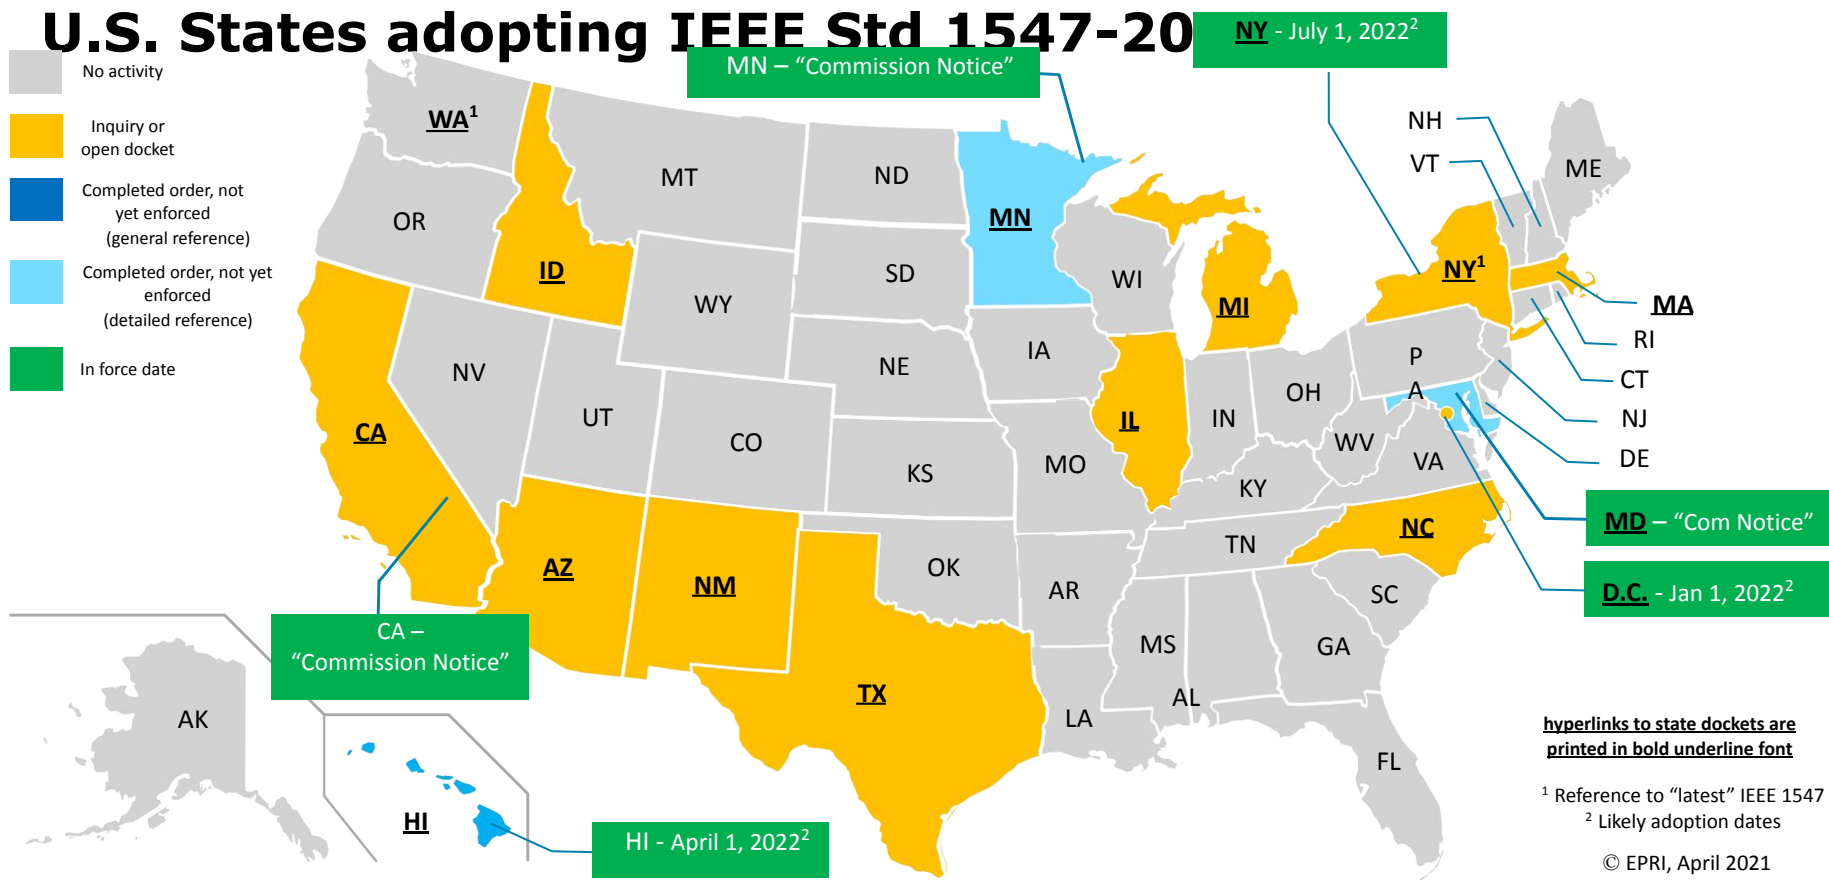 U.S. States adopting IEEE Std 1547-20
NY - July 1, 2022²
MN – “Commission Notice”
No activity
Inquiry or
open docket
Completed order, not
yet enforced
(general reference)
Completed order, not yet
enforced
(detailed reference)
In force date
WA¹
OR
ID
MT
WY
ND
SD
MN
WI
MI
NY¹
NH
VT
ME
MA
RI
CT
NJ
DE
CA
NV
UT
CO
NE
KS
IA
MO
IL
IN
OH
P
A
WV
VA
KY
TN
NC
SC
MD – “Com Notice”
D.C. - Jan 1, 2022²
AZ
NM
OK
AR
TX
LA
MS
AL
GA
FL
CA –
“Commission Notice”
AK
HI
HI - April 1, 2022²
hyperlinks to state dockets are
printed in bold underline font
¹ Reference to “latest” IEEE 1547
² Likely adoption dates
© EPRI, April 2021